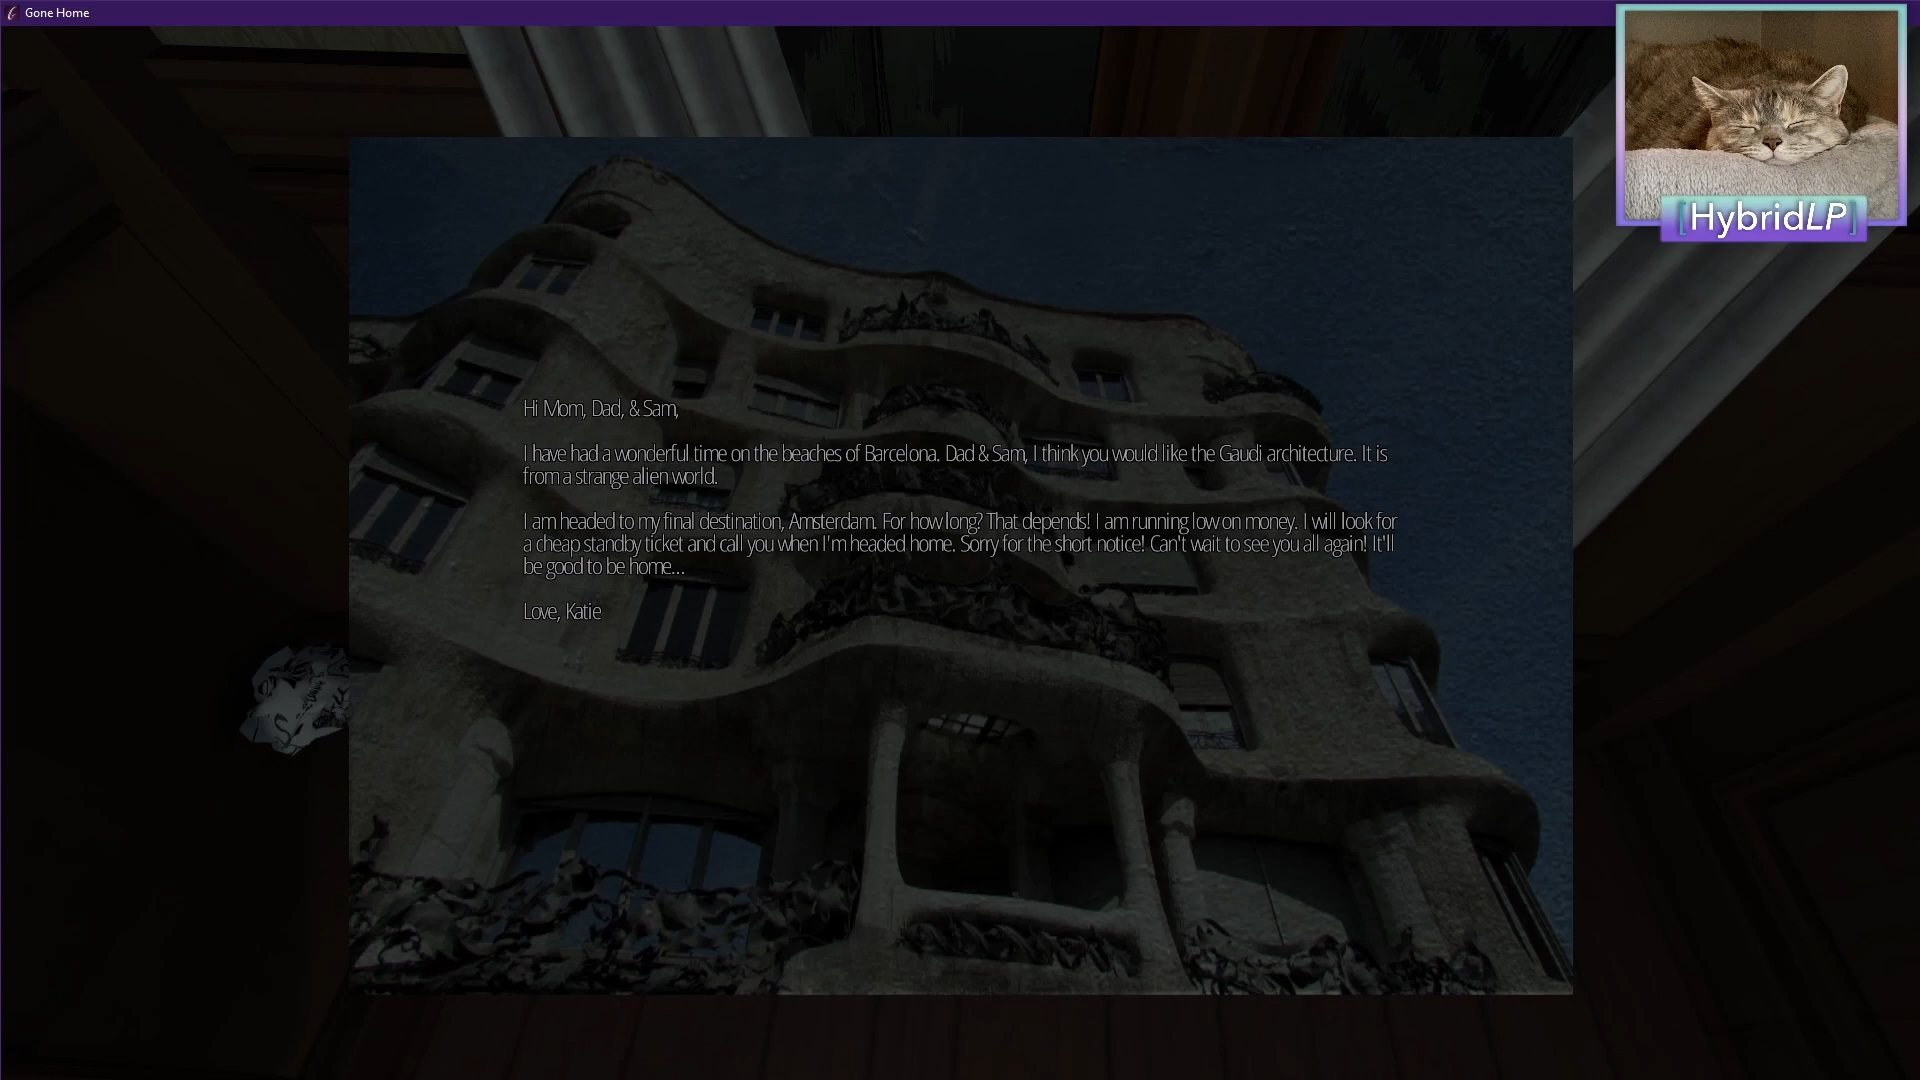 Gone Home
[HybridLP]
Hi Mom, Dad, & Sam,
I have had a wonderful time on the beaches of Barcelona. Dad & Sam, I think you would like the Gaudi architecture. It is
from a strange alien world.
I am headed to my final destination, Amsterdam. For how long? That depends! I am running low on money. I will look for
a cheap standby ticket and call you when I'm headed home. Sorry for the short notice! Can't wait to see you all again! It'll
be good to be home...
Love, Katie